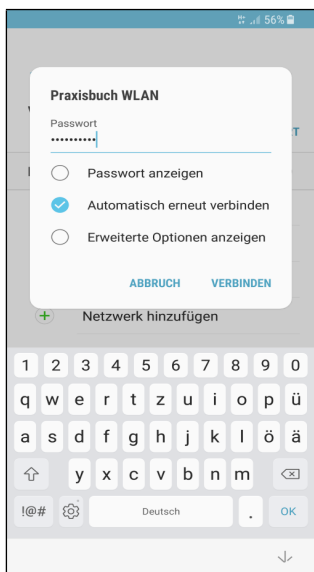 56%
Praxisbuch WLAN
Passwort
••••••••••
T
Passwort anzeigen
Automatisch erneut verbinden
Erweiterte Optionen anzeigen
ABBRUCH VERBINDEN
Netzwerk hinzufügen
1 2 3 4 5 6 7 8 9 0
q w e r t z u i o p ü
a s d f g h j k l ö ä
y x c v b n m
!@# Deutsch . OK